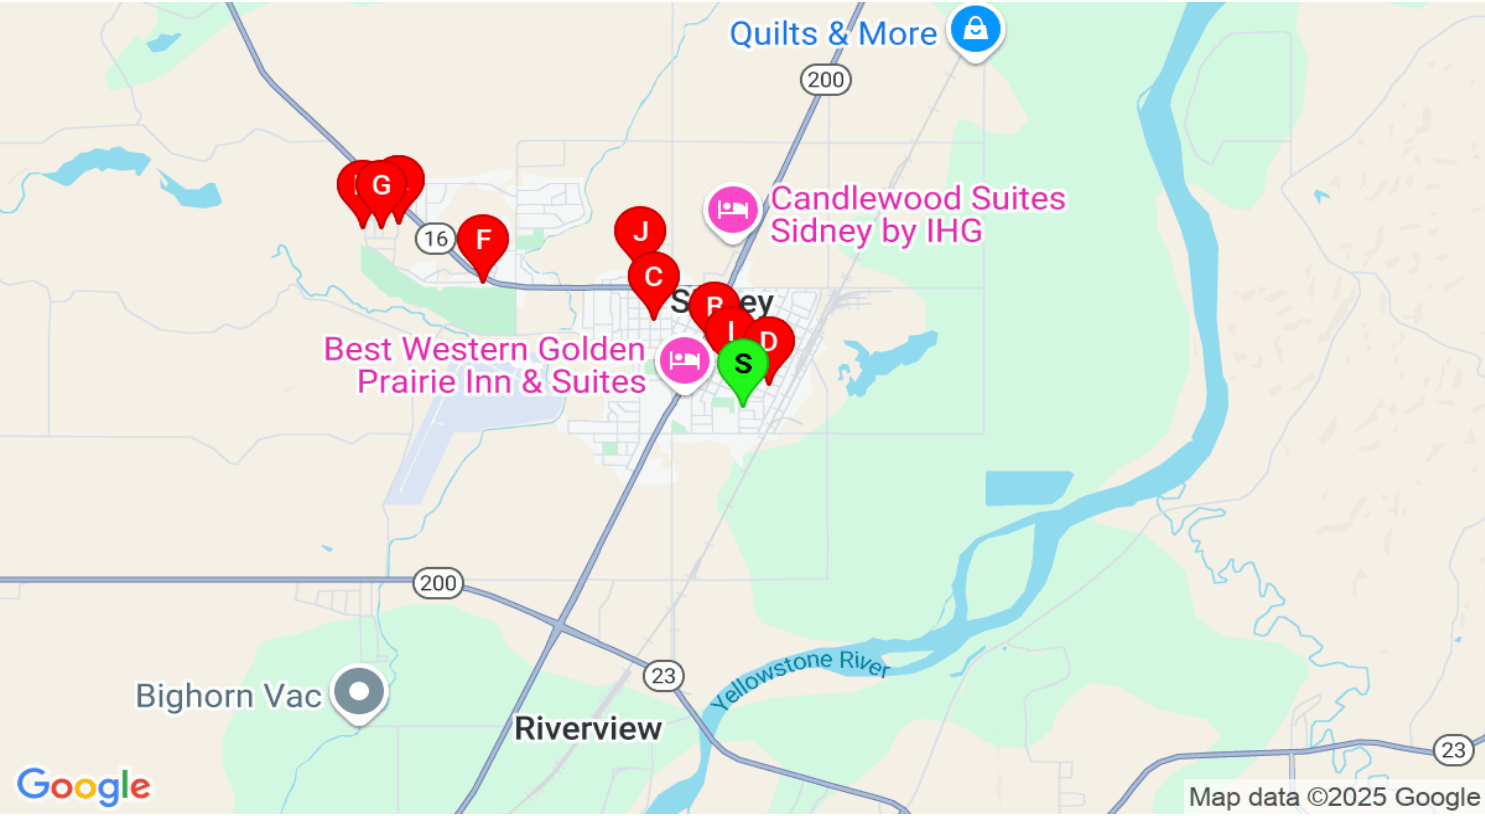 Quilts & More
200
Candlewood Suites
Sidney by IHG
G
16
F
J
C
B
D
S
Best Western Golden
Prairie Inn & Suites
200
23
Yellowstone River
Bighorn Vac
Riverview
23
Google
Map data ©2025 Google